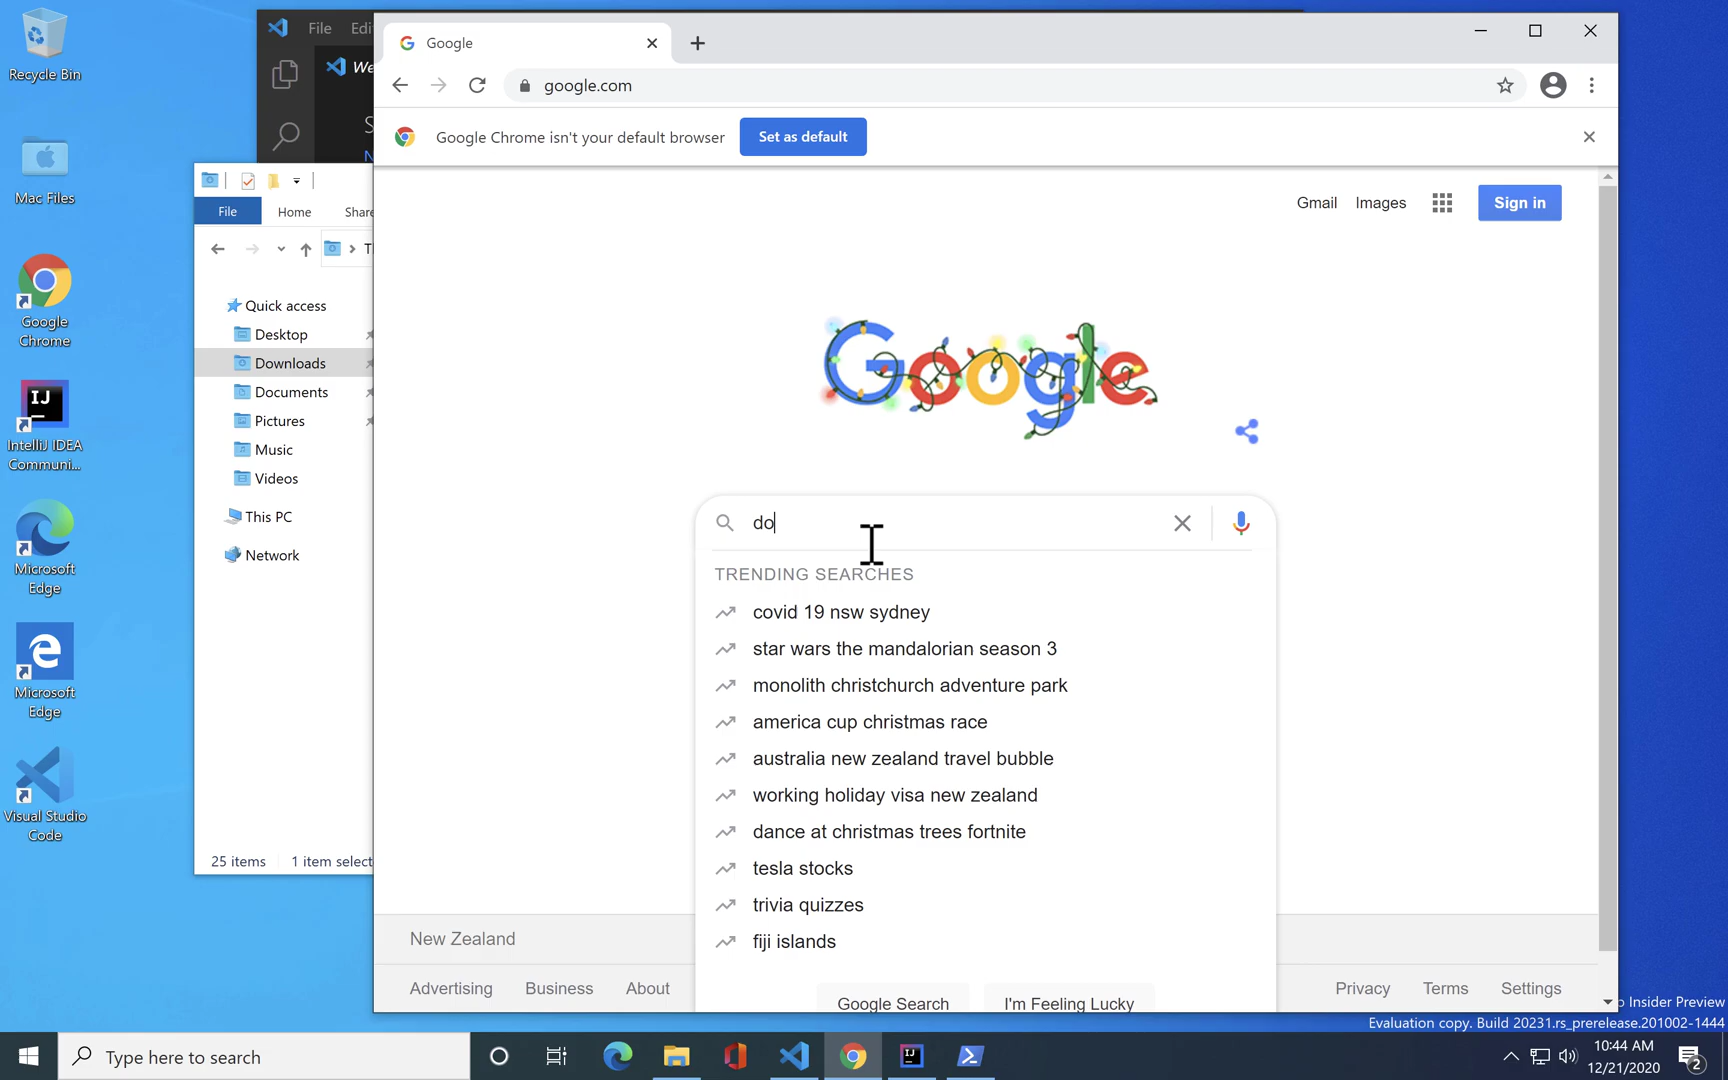 Recycle Bin
Mac Files
Google
Chrome
IntelliJ IDEA
Communi...
Microsoft
Edge
Microsoft
Edge
Visual Studio
Code
File
We
File
Home
Share
Quick access
Desktop
Downloads
Documents
Pictures
Music
Videos
This PC
Network
25 items 1 item select
Google
google.com
Google Chrome isn't your default browser
Set as default
Gmail Images
Sign in
Google
do
TRENDING SEARCHES
covid 19 nsw sydney
star wars the mandalorian season 3
monolith christchurch adventure park
america cup christmas race
australia new zealand travel bubble
working holiday visa new zealand
dance at christmas trees fortnite
tesla stocks
trivia quizzes
fiji islands
Google Search I'm Feeling Lucky
New Zealand
Advertising Business About
Privacy Terms Settings
Insider Preview
Evaluation copy. Build 20231.rs_prerelease.201002-1444
Type here to search
10:44 AM
12/21/2020
2